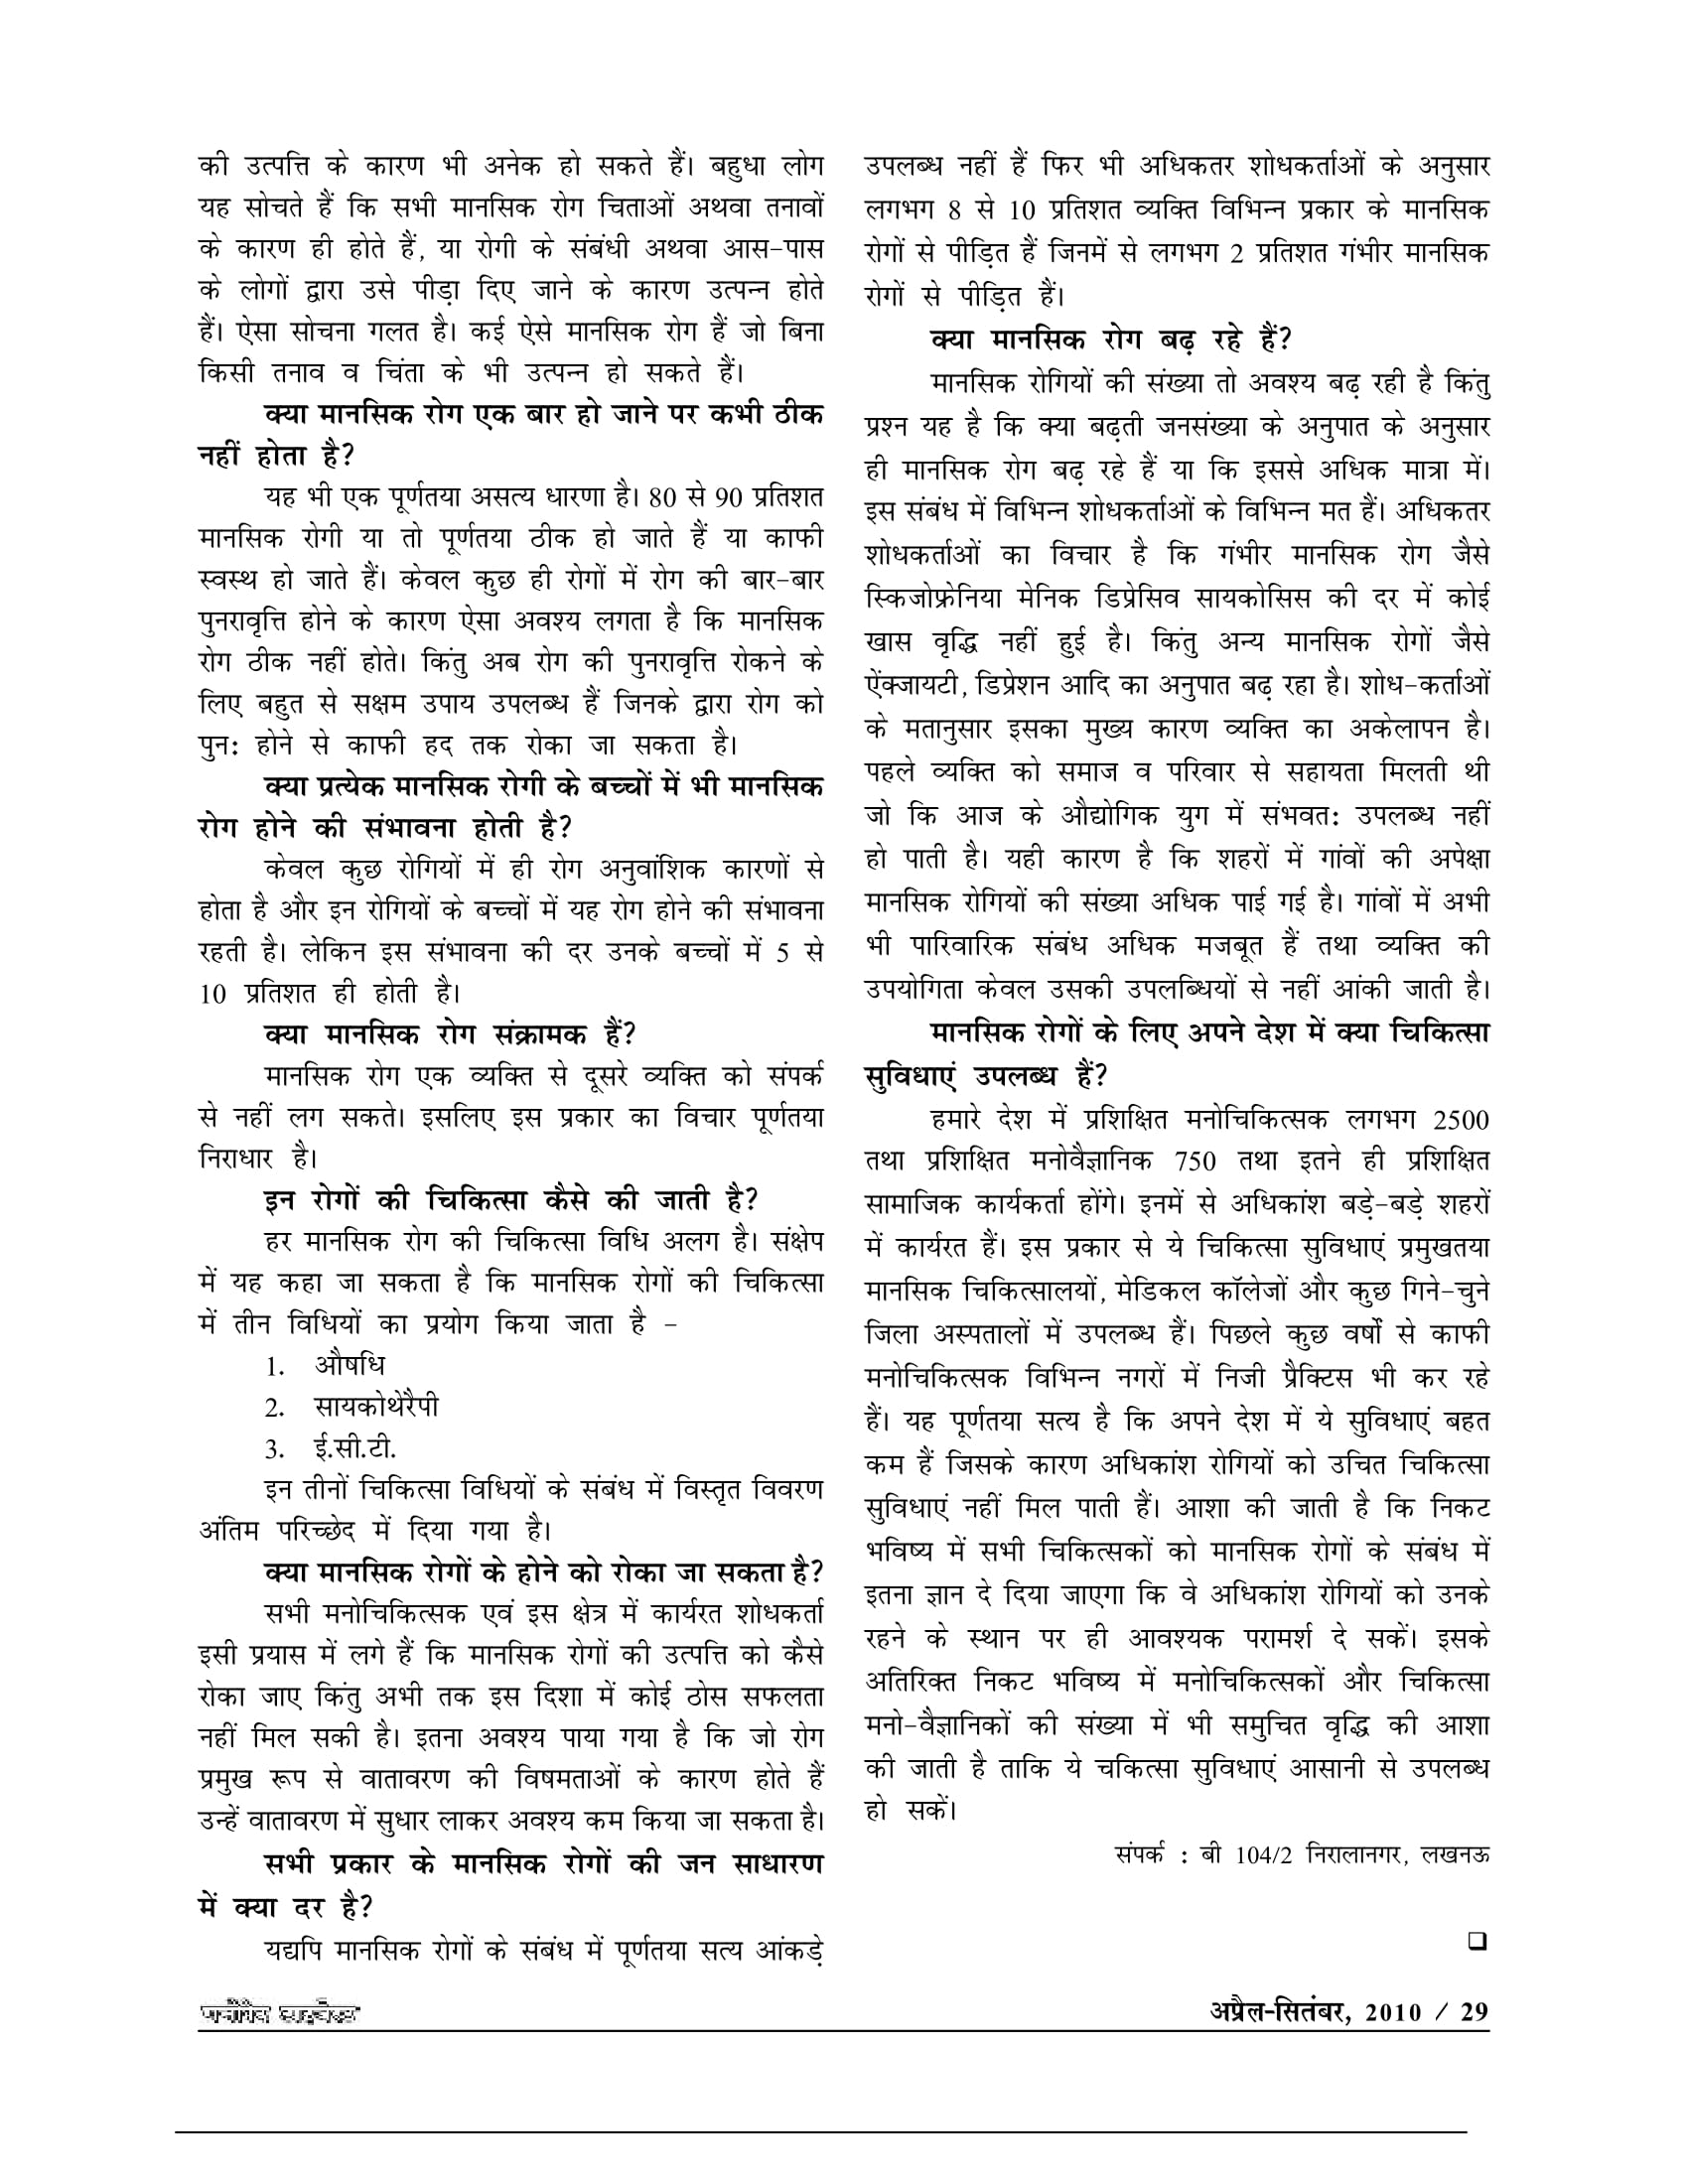 की उत्पत्ति के कारण भी अनेक हो सकते हैं। बहुधा लोग
यह सोचते हैं कि सभी मानसिक रोग चिताओं अथवा तनावों
के कारण ही होते हैं, या रोगी के संबंधी अथवा आस-पास
के लोगों द्वारा उसे पीड़ा दिए जाने के कारण उत्पन्न होते
हैं। ऐसा सोचना गलत है। कई ऐसे मानसिक रोग हैं जो बिना
किसी तनाव व चिंता के भी उत्पन्न हो सकते हैं।
क्या मानसिक रोग एक बार हो जाने पर कभी ठीक
नहीं होता है?
यह भी एक पूर्णतया असत्य धारणा है। 80 से 90 प्रतिशत
मानसिक रोगी या तो पूर्णतया ठीक हो जाते हैं या काफी
स्वस्थ हो जाते हैं। केवल कुछ ही रोगों में रोग की बार-बार
पुनरावृत्ति होने के कारण ऐसा अवश्य लगता है कि मानसिक
रोग ठीक नहीं होते। किंतु अब रोग की पुनरावृत्ति रोकने के
लिए बहुत से सक्षम उपाय उपलब्ध हैं जिनके द्वारा रोग को
पुनः होने से काफी हद तक रोका जा सकता है।
क्या प्रत्येक मानसिक रोगी के बच्चों में भी मानसिक
रोग होने की संभावना होती है?
केवल कुछ रोगियों में ही रोग अनुवांशिक कारणों से
होता है और इन रोगियों के बच्चों में यह रोग होने की संभावना
रहती है। लेकिन इस संभावना की दर उनके बच्चों में 5 से
10 प्रतिशत ही होती है।
क्या मानसिक रोग संक्रामक हैं?
मानसिक रोग एक व्यक्ति से दूसरे व्यक्ति को संपर्क
से नहीं लग सकते। इसलिए इस प्रकार का विचार पूर्णतया
निराधार है।
इन रोगों की चिकित्सा कैसे की जाती है?
हर मानसिक रोग की चिकित्सा विधि अलग है। संक्षेप
में यह कहा जा सकता है कि मानसिक रोगों की चिकित्सा
में तीन विधियों का प्रयोग किया जाता है -
1. औषधि
2. सायकोथेरैपी
3. ई.सी.टी.
इन तीनों चिकित्सा विधियों के संबंध में विस्तृत विवरण
अंतिम परिच्छेद में दिया गया है।
क्या मानसिक रोगों के होने को रोका जा सकता है?
सभी मनोचिकित्सक एवं इस क्षेत्र में कार्यरत शोधकर्ता
इसी प्रयास में लगे हैं कि मानसिक रोगों की उत्पत्ति को कैसे
रोका जाए किंतु अभी तक इस दिशा में कोई ठोस सफलता
नहीं मिल सकी है। इतना अवश्य पाया गया है कि जो रोग
प्रमुख रूप से वातावरण की विषमताओं के कारण होते हैं
उन्हें वातावरण में सुधार लाकर अवश्य कम किया जा सकता है।
सभी प्रकार के मानसिक रोगों की जन साधारण
में क्या दर है?
यद्यपि मानसिक रोगों के संबंध में पूर्णतया सत्य आंकड़े
उपलब्ध नहीं हैं फिर भी अधिकतर शोधकर्ताओं के अनुसार
लगभग 8 से 10 प्रतिशत व्यक्ति विभिन्न प्रकार के मानसिक
रोगों से पीड़ित हैं जिनमें से लगभग 2 प्रतिशत गंभीर मानसिक
रोगों से पीड़ित हैं।
क्या मानसिक रोग बढ़ रहे हैं?
मानसिक रोगियों की संख्या तो अवश्य बढ़ रही है किंतु
प्रश्न यह है कि क्या बढ़ती जनसंख्या के अनुपात के अनुसार
ही मानसिक रोग बढ़ रहे हैं या कि इससे अधिक मात्रा में।
इस संबंध में विभिन्न शोधकर्ताओं के विभिन्न मत हैं। अधिकतर
शोधकर्ताओं का विचार है कि गंभीर मानसिक रोग जैसे
स्किजोफ्रेनिया मेनिक डिप्रेसिव सायकोसिस की दर में कोई
खास वृद्धि नहीं हुई है। किंतु अन्य मानसिक रोगों जैसे
ऐंक्जायटी, डिप्रेशन आदि का अनुपात बढ़ रहा है। शोध-कर्ताओं
के मतानुसार इसका मुख्य कारण व्यक्ति का अकेलापन है।
पहले व्यक्ति को समाज व परिवार से सहायता मिलती थी
जो कि आज के औद्योगिक युग में संभवतः उपलब्ध नहीं
हो पाती है। यही कारण है कि शहरों में गांवों की अपेक्षा
मानसिक रोगियों की संख्या अधिक पाई गई है। गांवों में अभी
भी पारिवारिक संबंध अधिक मजबूत हैं तथा व्यक्ति की
उपयोगिता केवल उसकी उपलब्धियों से नहीं आंकी जाती है।
मानसिक रोगों के लिए अपने देश में क्या चिकित्सा
सुविधाएं उपलब्ध हैं?
हमारे देश में प्रशिक्षित मनोचिकित्सक लगभग 2500
तथा प्रशिक्षित मनोवैज्ञानिक 750 तथा इतने ही प्रशिक्षित
सामाजिक कार्यकर्ता होंगे। इनमें से अधिकांश बड़े-बड़े शहरों
में कार्यरत हैं। इस प्रकार से ये चिकित्सा सुविधाएं प्रमुखतया
मानसिक चिकित्सालयों, मेडिकल कॉलेजों और कुछ गिने-चुने
जिला अस्पतालों में उपलब्ध हैं। पिछले कुछ वर्षों से काफी
मनोचिकित्सक विभिन्न नगरों में निजी प्रैक्टिस भी कर रहे
हैं। यह पूर्णतया सत्य है कि अपने देश में ये सुविधाएं बहत
कम हैं जिसके कारण अधिकांश रोगियों को उचित चिकित्सा
सुविधाएं नहीं मिल पाती हैं। आशा की जाती है कि निकट
भविष्य में सभी चिकित्सकों को मानसिक रोगों के संबंध में
इतना ज्ञान दे दिया जाएगा कि वे अधिकांश रोगियों को उनके
रहने के स्थान पर ही आवश्यक परामर्श दे सकें। इसके
अतिरिक्त निकट भविष्य में मनोचिकित्सकों और चिकित्सा
मनो-वैज्ञानिकों की संख्या में भी समुचित वृद्धि की आशा
की जाती है ताकि ये चकित्सा सुविधाएं आसानी से उपलब्ध
हो सकें।
संपर्क : बी 104/2 निरालानगर, लखनऊ
अप्रैल-सितंबर, 2010 / 29